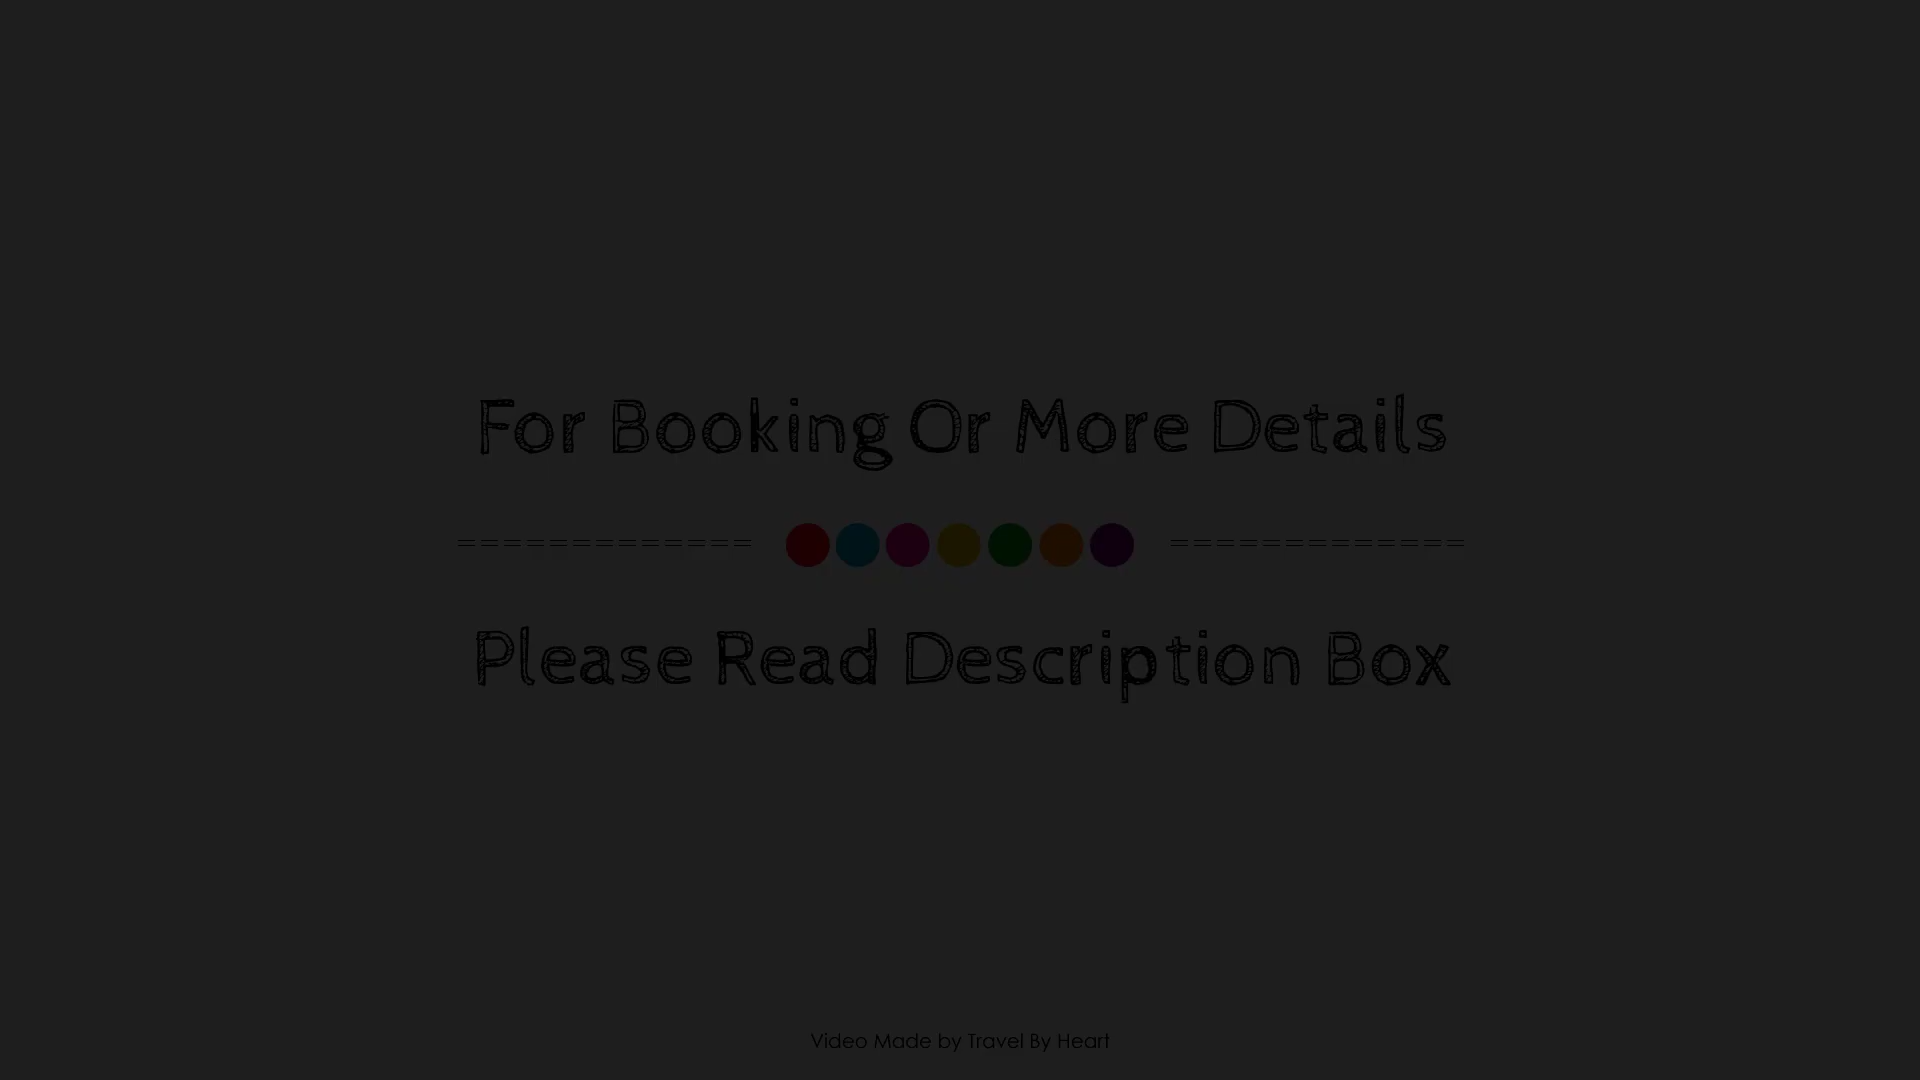 For Booking Or More Details
============= =============
Please Read Description Box
Video Made by Travel By Heart